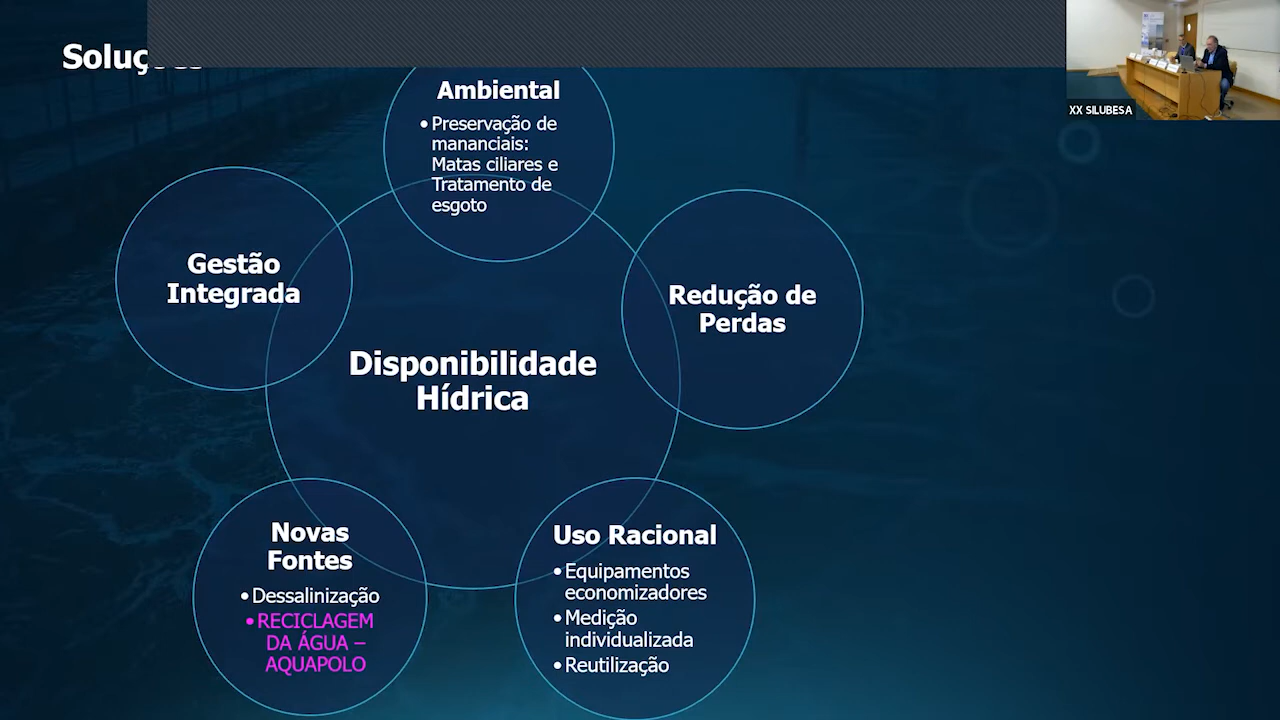 Ambiental
• Preservação de
mananciais:
Matas ciliares e
Tratamento de
esgoto
Gestão
Integrada
Redução de
Perdas
Disponibilidade
Hídrica
Novas
Fontes
• Dessalinização
• RECICLAGEM
DA ÁGUA –
AQUAPOLO
Uso Racional
• Equipamentos
economizadores
• Medição
individualizada
• Reutilização
XX SILUBESA